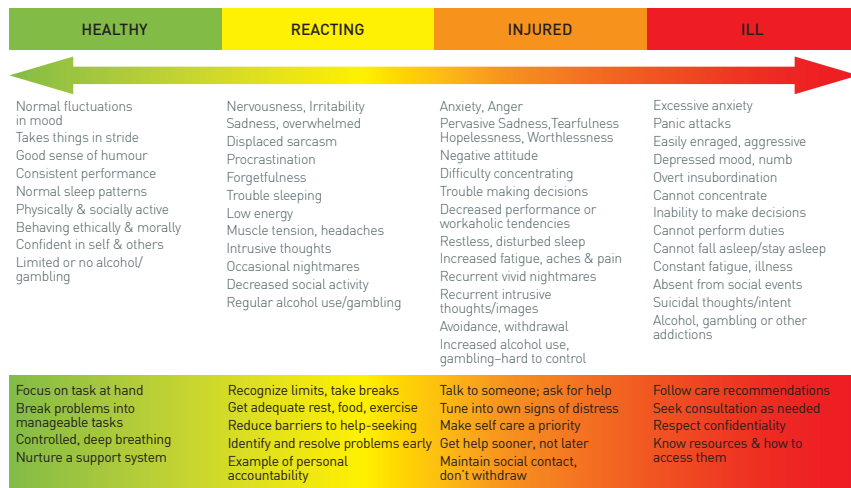 HEALTHY
REACTING
INJURED
ILL
Normal fluctuations
in mood
Takes things in stride
Good sense of humour
Consistent performance
Normal sleep patterns
Physically & socially active
Behaving ethically & morally
Confident in self & others
Limited or no alcohol/
gambling
Nervousness, Irritability
Sadness, overwhelmed
Displaced sarcasm
Procrastination
Forgetfulness
Trouble sleeping
Low energy
Muscle tension, headaches
Intrusive thoughts
Occasional nightmares
Decreased social activity
Regular alcohol use/gambling
Anxiety, Anger
Pervasive Sadness,Tearfulness
Hopelessness, Worthlessness
Negative attitude
Difficulty concentrating
Trouble making decisions
Decreased performance or
workaholic tendencies
Restless, disturbed sleep
Increased fatigue, aches & pain
Recurrent vivid nightmares
Recurrent intrusive
thoughts/images
Avoidance, withdrawal
Increased alcohol use,
gambling–hard to control
Excessive anxiety
Panic attacks
Easily enraged, aggressive
Depressed mood, numb
Overt insubordination
Cannot concentrate
Inability to make decisions
Cannot perform duties
Cannot fall asleep/stay asleep
Constant fatigue, illness
Absent from social events
Suicidal thoughts/intent
Alcohol, gambling or other
addictions
Focus on task at hand
Break problems into
manageable tasks
Controlled, deep breathing
Nurture a support system
Recognize limits, take breaks
Get adequate rest, food, exercise
Reduce barriers to help-seeking
Identify and resolve problems early
Example of personal
accountability
Talk to someone; ask for help
Tune into own signs of distress
Make self care a priority
Get help sooner, not later
Maintain social contact,
don't withdraw
Follow care recommendations
Seek consultation as needed
Respect confidentiality
Know resources & how to
access them